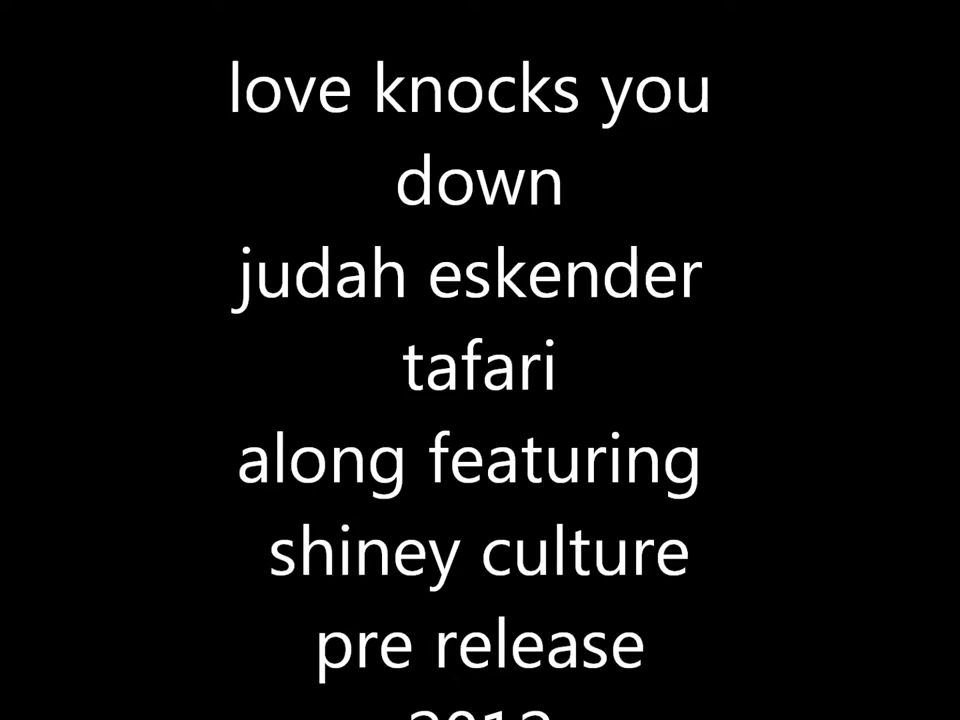 love knocks you
down
judah eskender
tafari
along featuring
shiney culture
pre release